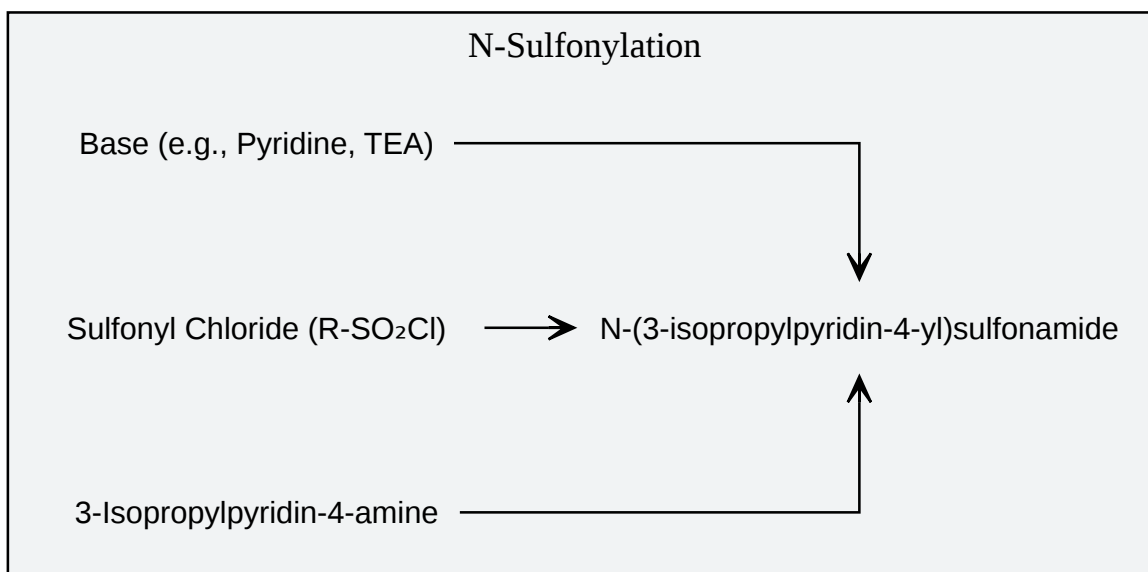 N-Sulfonylation
Base (e.g., Pyridine, TEA)
Sulfonyl Chloride (R-SO₂Cl)
N-(3-isopropylpyridin-4-yl)sulfonamide
3-Isopropylpyridin-4-amine